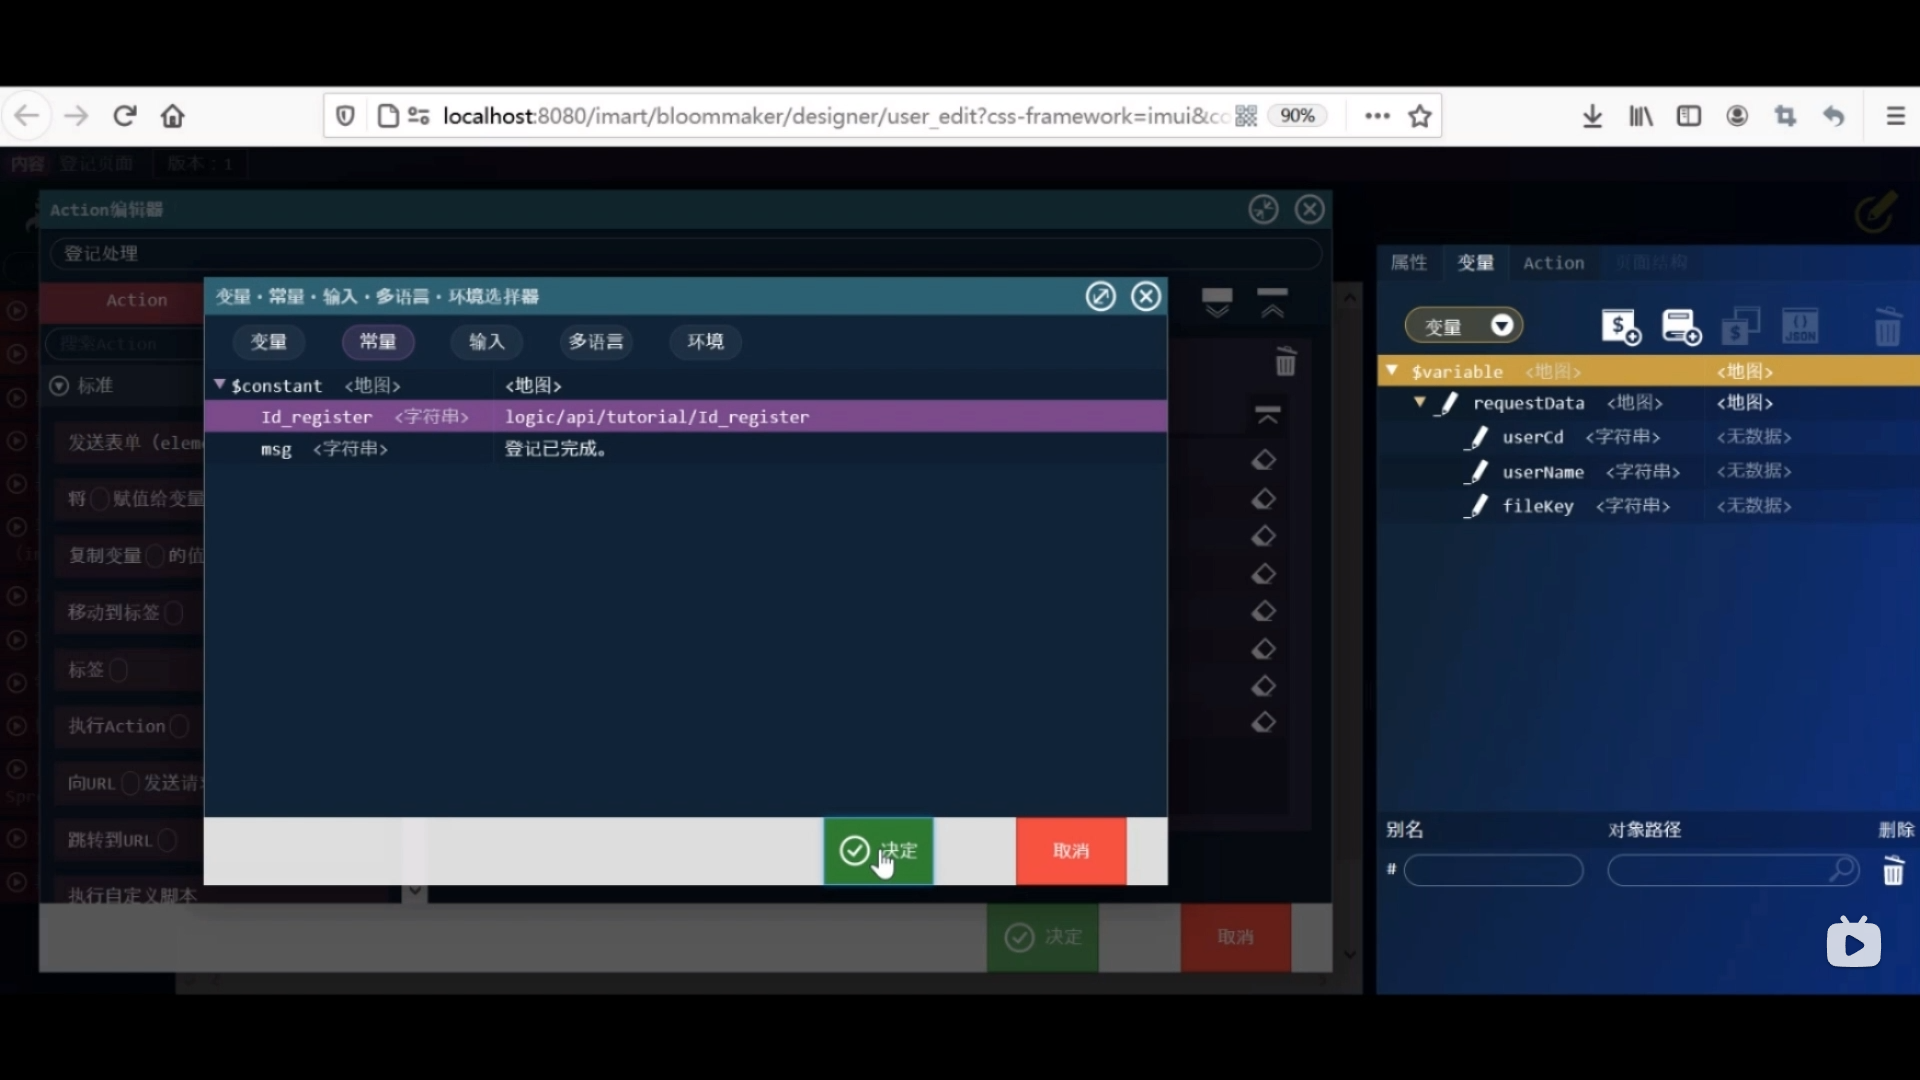 localhost:8080/imart/bloommaker/designer/user_edit?css-framework=imui&co
90%
内容 登记页面 版本：1
Action编辑器
登记处理
Action
搜索Action
标准
发送表单（elem
将 赋值给变量
复制变量 的值
移动到标签
标签
执行Action
向URL 发送请
跳转到URL
执行自定义脚本
变量・常量・输入・多语言・环境选择器
变量 常量 输入 多语言 环境
$constant <地图> <地图>
Id_register <字符串> logic/api/tutorial/Id_register
msg <字符串> 登记已完成。
决定 取消
决定 取消
属性 变量 Action 页面结构
变量
$variable <地图> <地图>
requestData <地图> <地图>
userCd <字符串> <无数据>
userName <字符串> <无数据>
fileKey <字符串> <无数据>
别名 对象路径 删除
#